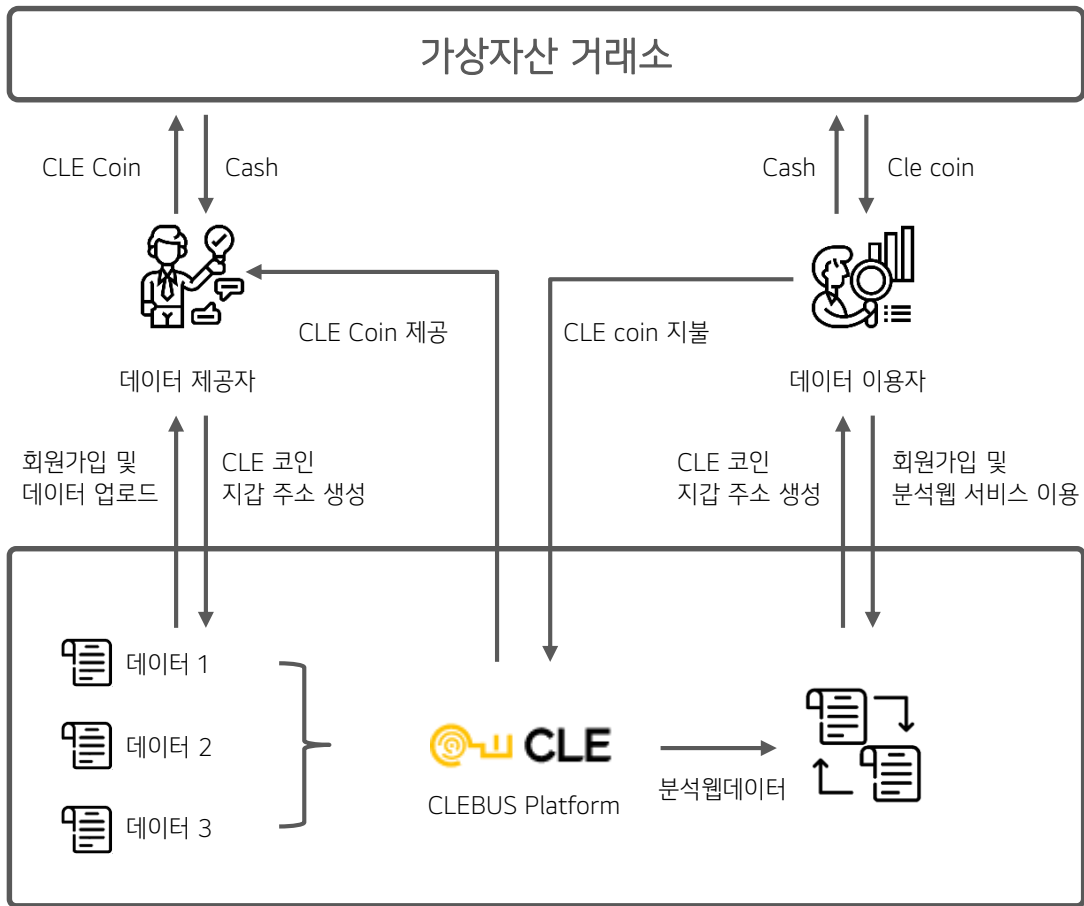 가상자산 거래소
CLE Coin
Cash
Cash
Cle coin
CLE Coin 제공
CLE coin 지불
데이터 제공자
데이터 이용자
회원가입 및
데이터 업로드
CLE 코인
지갑 주소 생성
CLE 코인
지갑 주소 생성
회원가입 및
분석웹 서비스 이용
데이터 1
데이터 2
데이터 3
CLE
CLEBUS Platform
분석웹데이터